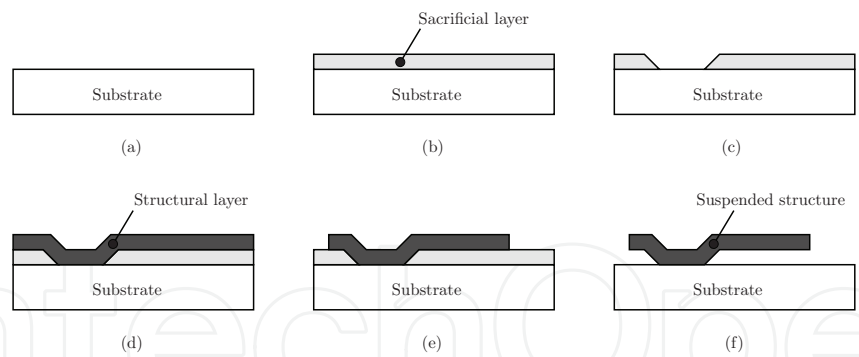 Sacrificial layer
Substrate
Substrate
Substrate
(a)
(b)
(c)
Structural layer
Suspended structure
Substrate
Substrate
Substrate
(d)
(e)
(f)